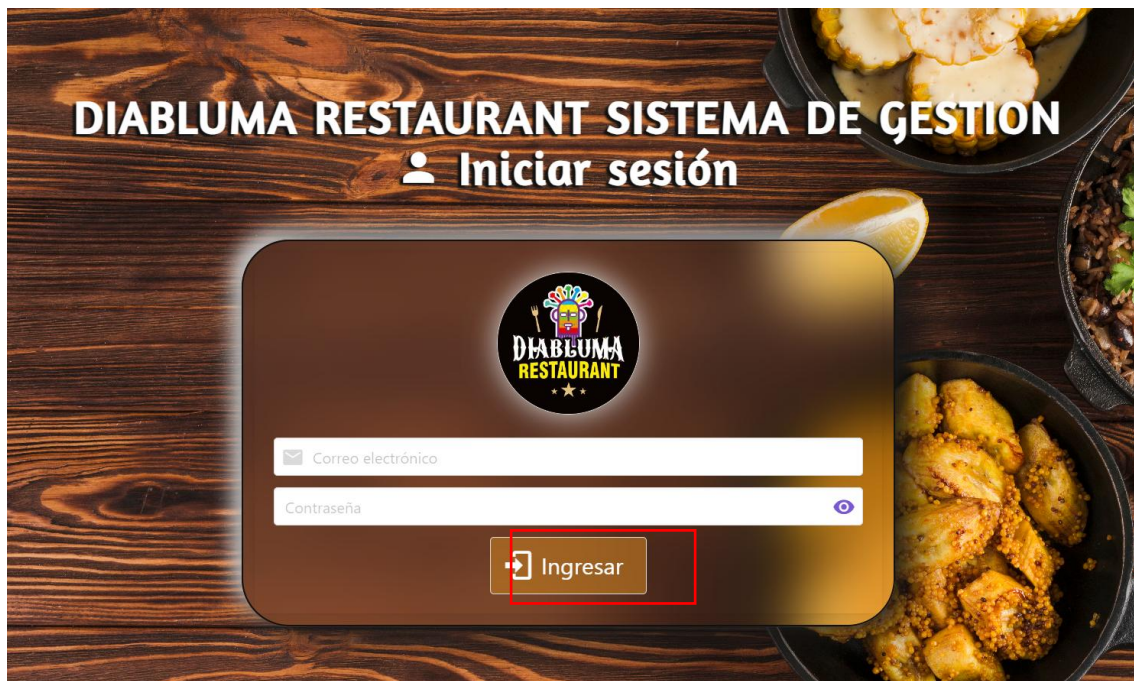 DIABLUMA RESTAURANT SISTEMA DE GESTION
Iniciar sesión
DIABLUMA
RESTAURANT
Correo electrónico
Contraseña
Ingresar